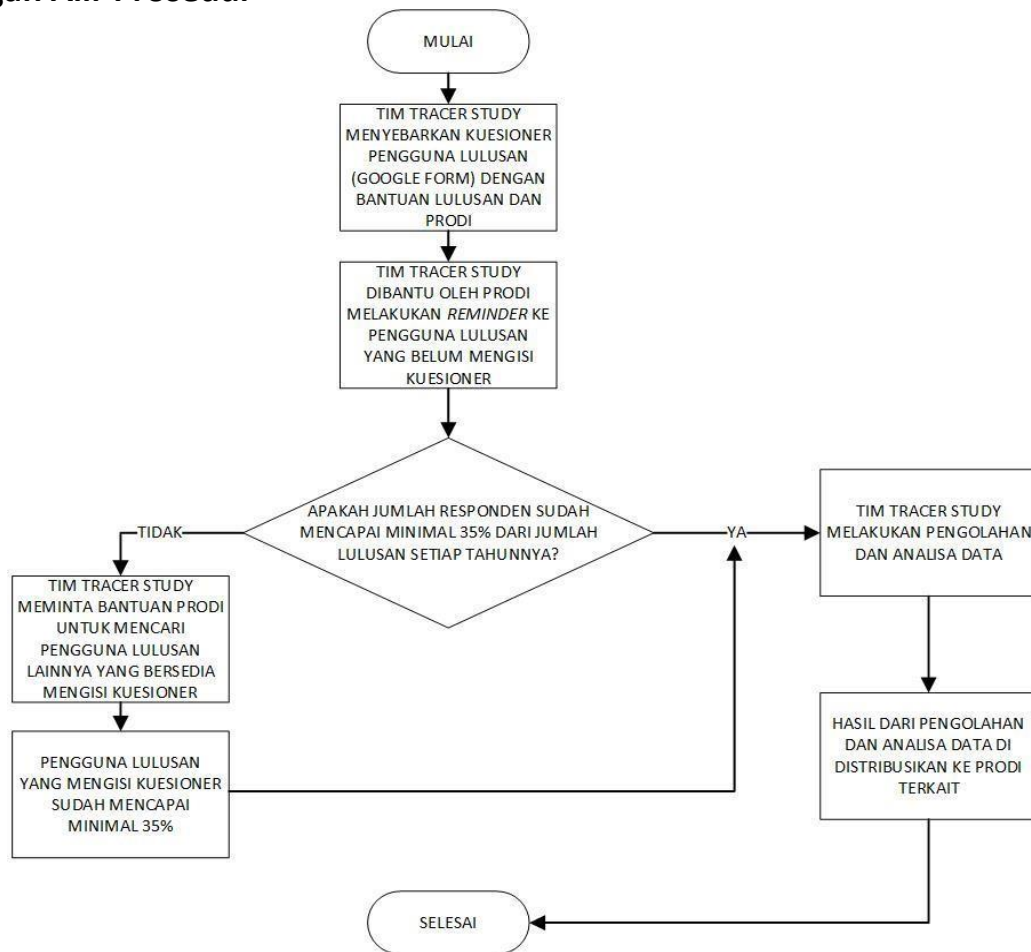 MULAI
TIM TRACER STUDY
MENYEBARKAN KUESIONER
PENGGUNA LULUSAN
(GOOGLE FORM) DENGAN
BANTUAN LULUSAN DAN
PRODI
TIM TRACER STUDY
DIBANTU OLEH PRODI
MELAKUKAN REMINDER KE
PENGGUNA LULUSAN
YANG BELUM MENGISI
KUESIONER
APAKAH JUMLAH RESPONDEN SUDAH
MENCAPAI MINIMAL 35% DARI JUMLAH
LULUSAN SETIAP TAHUNNYA?
TIDAK
YA
TIM TRACER STUDY
MEMINTA BANTUAN PRODI
UNTUK MENCARI
PENGGUNA LULUSAN
LAINNYA YANG BERSEDIA
MENGISI KUESIONER
PENGGUNA LULUSAN
YANG MENGISI KUESIONER
SUDAH MENCAPAI
MINIMAL 35%
TIM TRACER STUDY
MELAKUKAN PENGOLAHAN
DAN ANALISA DATA
HASIL DARI PENGOLAHAN
DAN ANALISA DATA DI
DISTRIBUSIKAN KE PRODI
TERKAIT
SELESAI